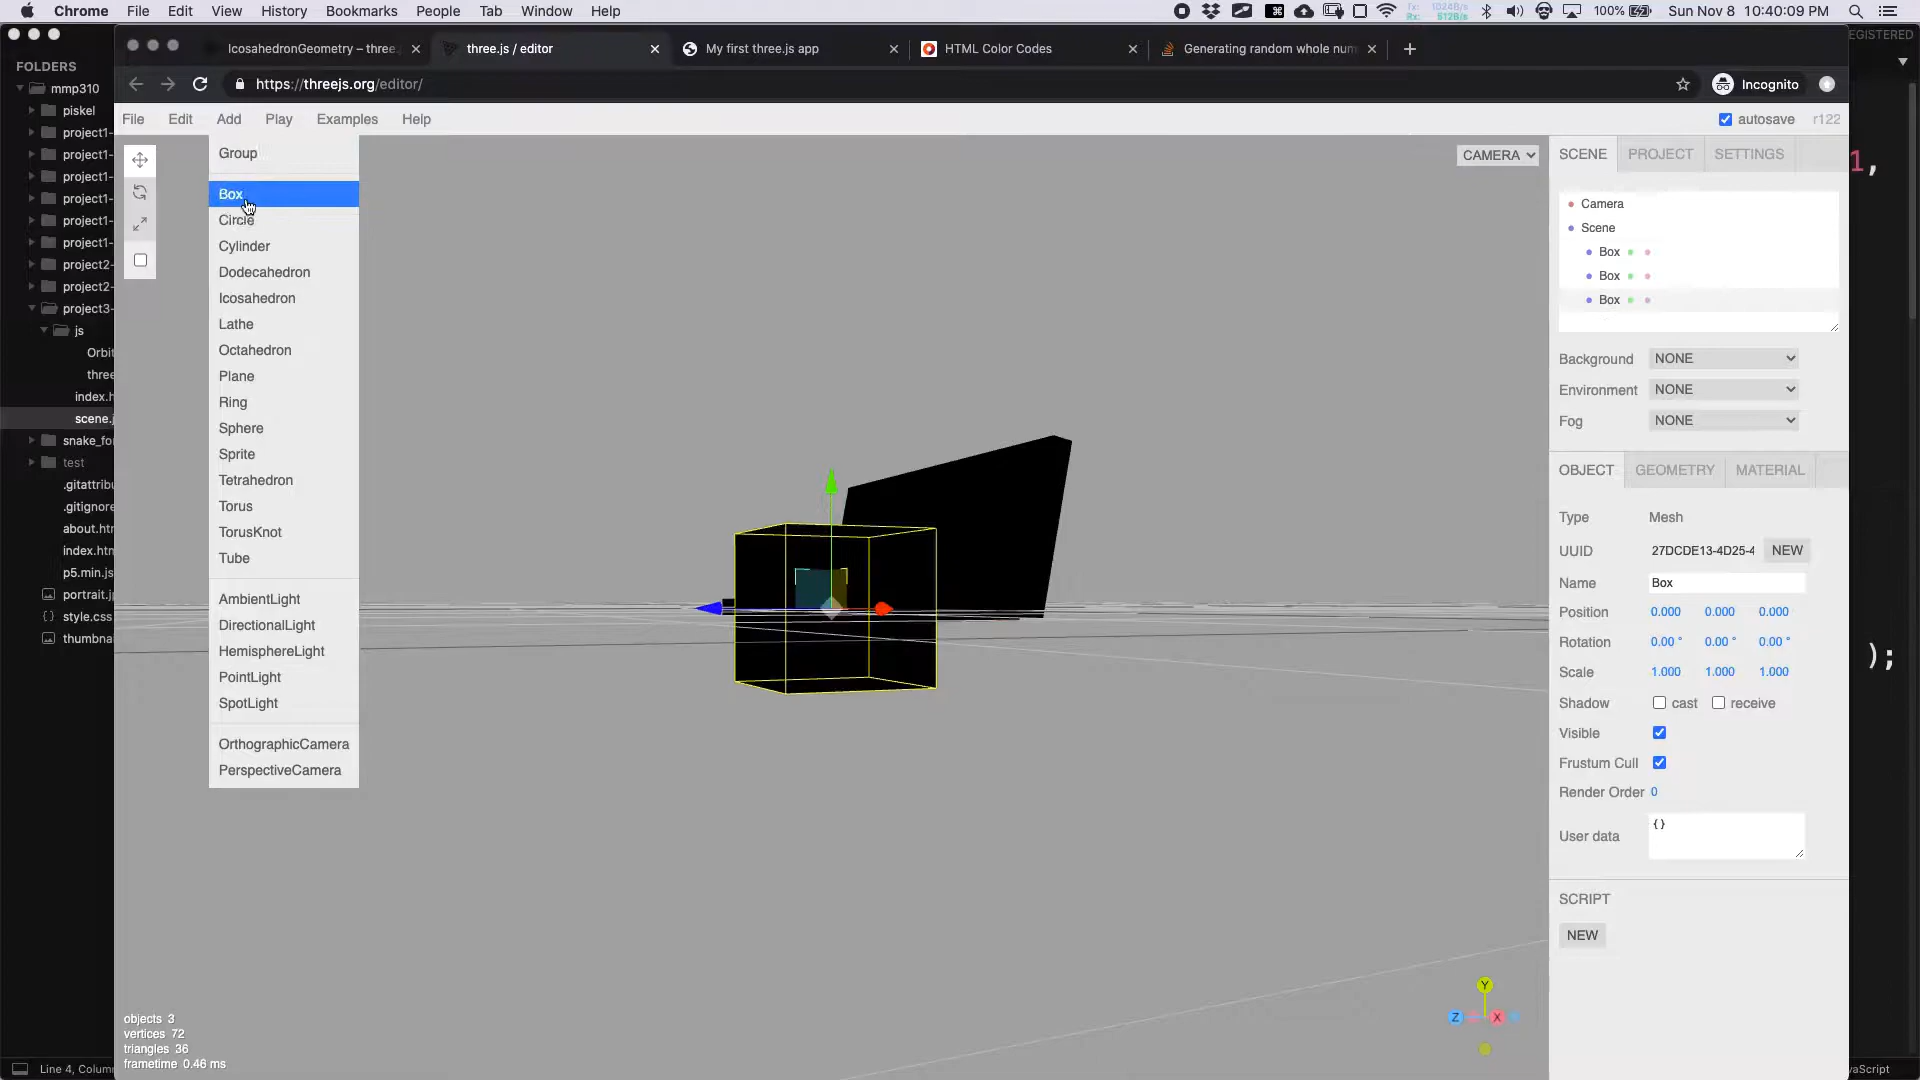 Chrome File Edit View History Bookmarks People Tab Window Help
100% Sun Nov 8 10:40:09 PM
FOLDERS
mmp310
piskel
project1-
project1-
project1-
project1-
project1-
project1-
project2-
project2-
project3-
js
Orbit
three
index.h
scene.j
snake_fo
test
.gitattribu
.gitignore
about.htm
index.htm
p5.min.js
portrait.jp
style.css
thumbna
Line 4, Colum
IcosahedronGeometry – three.
three.js / editor
My first three.js app
HTML Color Codes
Generating random whole num
https://threejs.org/editor/
Incognito
File Edit Add Play Examples Help
autosave r122
Group
Box
Circle
Cylinder
Dodecahedron
Icosahedron
Lathe
Octahedron
Plane
Ring
Sphere
Sprite
Tetrahedron
Torus
TorusKnot
Tube
AmbientLight
DirectionalLight
HemisphereLight
PointLight
SpotLight
OrthographicCamera
PerspectiveCamera
CAMERA
objects 3
vertices 72
triangles 36
frametime 0.46 ms
Y
Z X
SCENE PROJECT SETTINGS
Camera
Scene
Box
Box
Box
Background NONE
Environment NONE
Fog NONE
OBJECT GEOMETRY MATERIAL
Type Mesh
UUID 27DCDE13-4D25-4 NEW
Name Box
Position 0.000 0.000 0.000
Rotation 0.00 ° 0.00 ° 0.00 °
Scale 1.000 1.000 1.000
Shadow cast receive
Visible
Frustum Cull
Render Order 0
User data {}
SCRIPT
NEW
EGISTERED
1,
);
vaScript